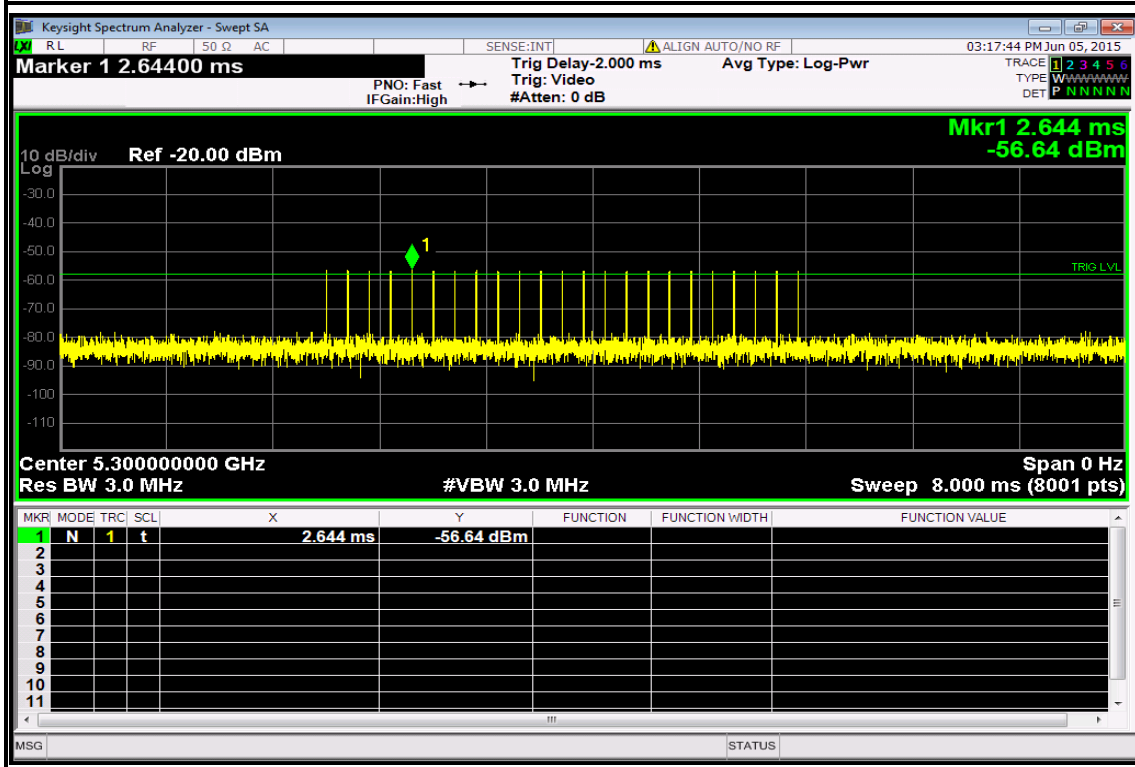 Keysight Spectrum Analyzer - Swept SA
LXI RL RF 50 Ω AC SENSE:INT ALIGN AUTO/NO RF 03:17:44 PM Jun 05, 2015
Marker 1 2.64400 ms Trig Delay-2.000 ms Avg Type: Log-Pwr TRACE 1 2 3 4 5 6
PNO: Fast Trig: Video TYPE WWWWWWW
IFGain:High #Atten: 0 dB DET P N N N N N
Mkr1 2.644 ms
10 dB/div Ref -20.00 dBm -56.64 dBm
Log
-30.0
-40.0
-50.0
1
TRIG LVL
-60.0
-70.0
-80.0
-90.0
-100
-110
Center 5.300000000 GHz Span 0 Hz
Res BW 3.0 MHz #VBW 3.0 MHz Sweep 8.000 ms (8001 pts)
MKR MODE TRC SCL X Y FUNCTION FUNCTION WIDTH FUNCTION VALUE
1 N 1 t 2.644 ms -56.64 dBm
2
3
4
5
6
7
8
9
10
11
MSG STATUS